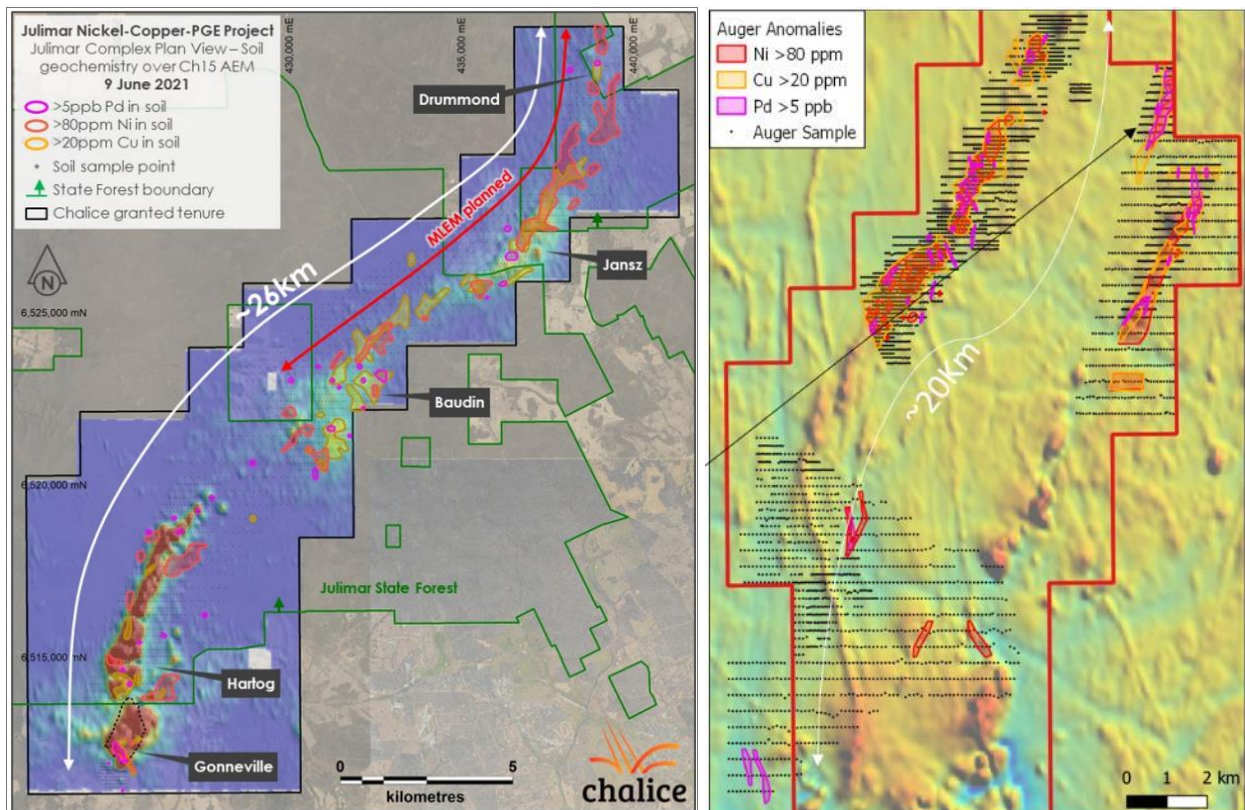 Julimar Nickel-Copper-PGE Project
Julimar Complex Plan View – Soil
geochemistry over Ch15 AEM
9 June 2021
>5ppb Pd in soil
>80ppm Ni in soil
>20ppm Cu in soil
Soil sample point
State Forest boundary
Chalice granted tenure
N
430,000 mE
435,000 mE
440,000 mE
Drummond
MLEM planned
~26km
Jansz
6,525,000 mN
Baudin
6,520,000 mN
Julimar State Forest
6,515,000 mN
Hartog
Gonneville
0 5
kilometres
chalice
Auger Anomalies
Ni >80 ppm
Cu >20 ppm
Pd >5 ppb
Auger Sample
~20Km
0 1 2 km